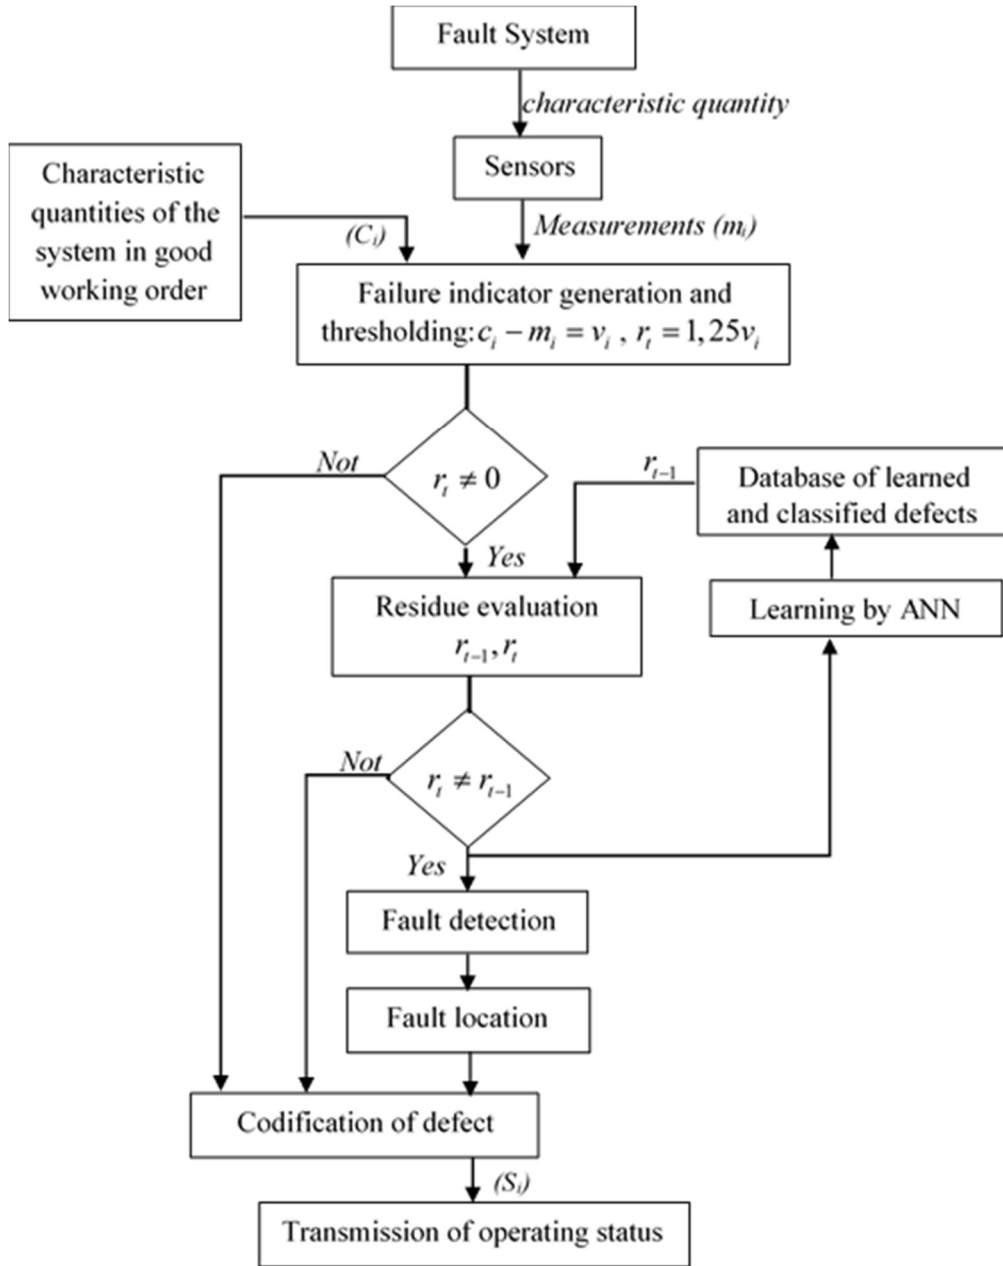 Fault System
characteristic quantity
Sensors
Characteristic
quantities of the
system in good
working order
(Cᵢ)
Measurements (mᵢ)
Failure indicator generation and
thresholding: cᵢ − mᵢ = vᵢ , rₜ = 1,25vᵢ
Not
rₜ ≠ 0
rₜ₋₁
Database of learned
and classified defects
Yes
Residue evaluation
rₜ₋₁, rₜ
Learning by ANN
Not
rₜ ≠ rₜ₋₁
Yes
Fault detection
Fault location
Codification of defect
(Sᵢ)
Transmission of operating status